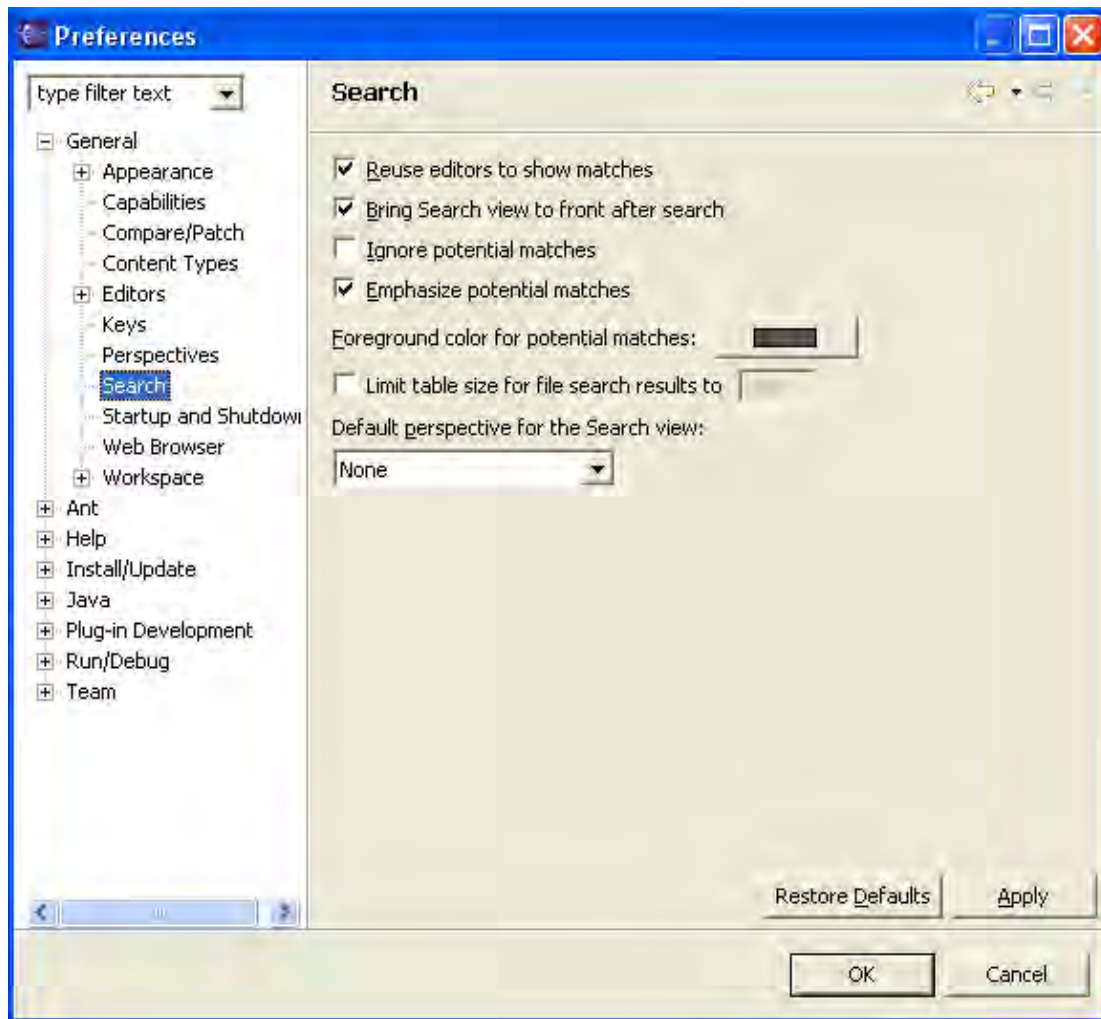 Preferences
type filter text
Search
General
Appearance
Capabilities
Compare/Patch
Content Types
Editors
Keys
Perspectives
Search
Startup and Shutdow
Web Browser
Workspace
Ant
Help
Install/Update
Java
Plug-in Development
Run/Debug
Team
Reuse editors to show matches
Bring Search view to front after search
Ignore potential matches
Emphasize potential matches
Foreground color for potential matches:
Limit table size for file search results to
Default perspective for the Search view:
None
Restore Defaults
Apply
OK
Cancel